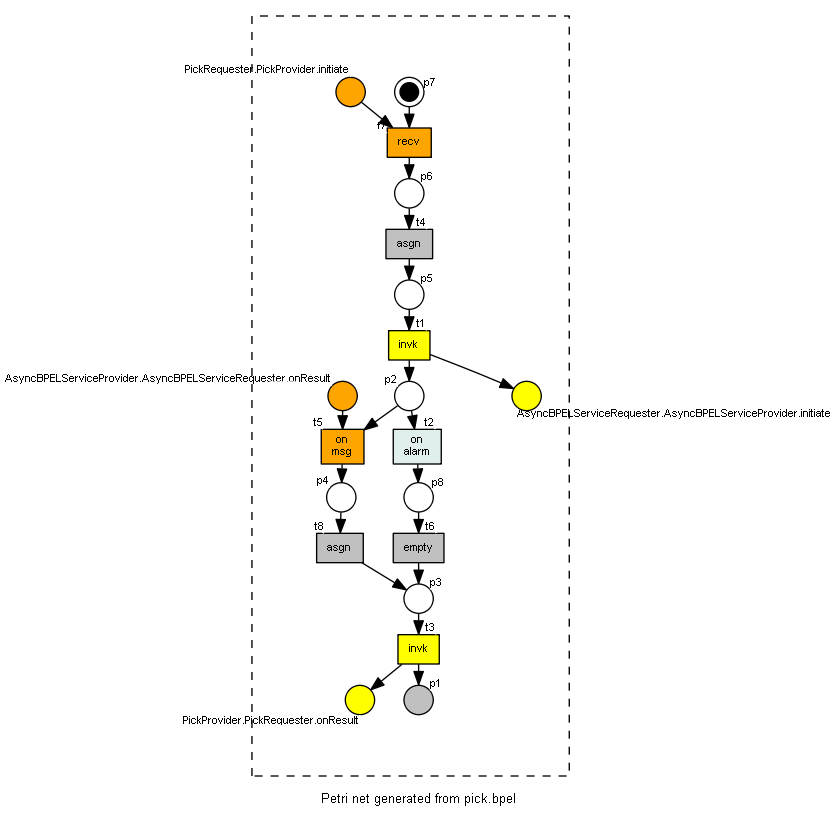 PickRequester.PickProvider.initiate
p7
t7
recv
p6
t4
asgn
p5
t1
invk
AsyncBPELServiceProvider.AsyncBPELServiceRequester.onResult
p2
AsyncBPELServiceRequester.AsyncBPELServiceProvider.initiate
t5
t2
on
msg
on
alarm
p4
p8
t8
t6
asgn
empty
p3
t3
invk
p1
PickProvider.PickRequester.onResult
Petri net generated from pick.bpel